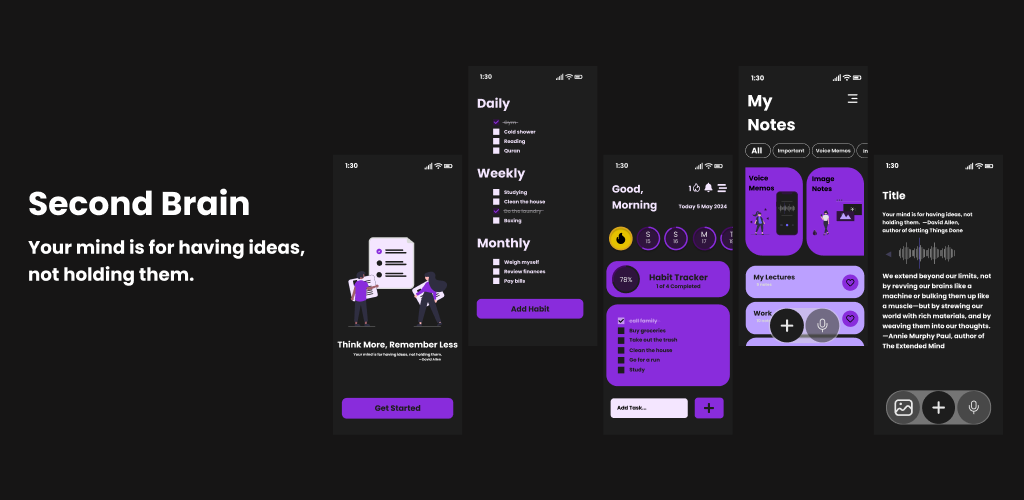 Second Brain
Your mind is for having ideas,
not holding them.
1:30
Think More, Remember Less
Your mind is for having ideas, not holding them.
—David Allen
Get Started
1:30
Daily
Gym
Cold shower
Reading
Quran
Weekly
Studying
Clean the house
Do the laundry
Boxing
Monthly
Weigh myself
Review finances
Pay bills
Add Habit
1:30
Good,
Morning
1
Today 5 May 2024
S
15
S
16
M
17
T
78%
Habit Tracker
1 of 4 Completed
call family
Buy groceries
Take out the trash
Clean the house
Go for a run
Study
Add Task...
1:30
My
Notes
All
Important
Voice Memos
Voice
Memos
Image
Notes
My Lectures
Work
1:30
Title
Your mind is for having ideas, not
holding them. —David Allen,
author of Getting Things Done
We extend beyond our limits, not
by revving our brains like a
machine or bulking them up like
a muscle—but by strewing our
world with rich materials, and by
weaving them into our thoughts.
—Annie Murphy Paul, author of
The Extended Mind